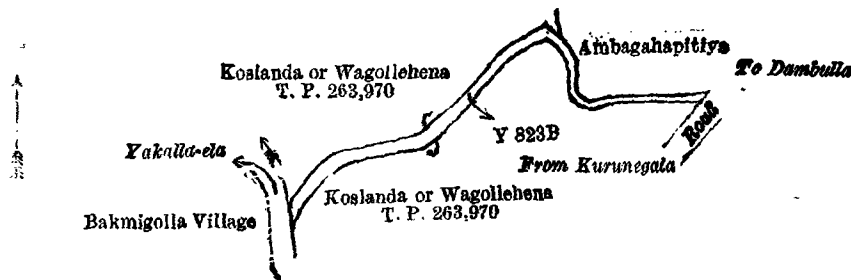 Ambagahapitiya
To Dambulla
Koslanda or Wagollehena
T. P. 263,970
Road
Y 823B
From Kurunegala
Yakalla-ela
Koslanda or Wagollehena
T. P. 263,970
Bakmigolla Village